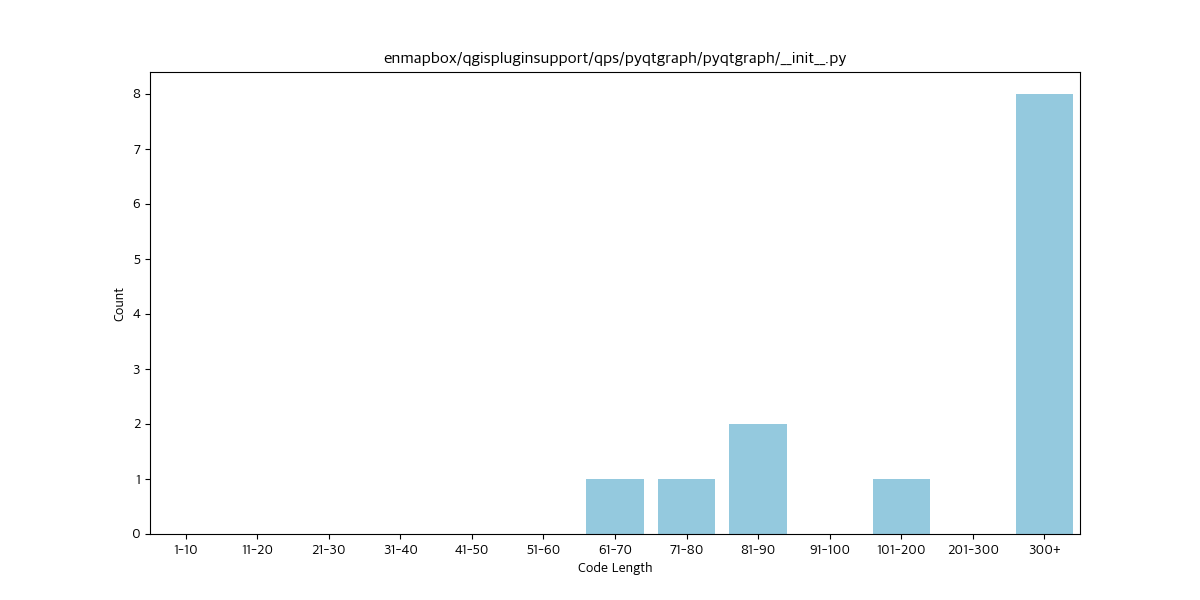 enmapbox/qgispluginsupport/qps/pyqtgraph/pyqtgraph/__init__.py
8
7
6
5
4
3
2
1
0
Count
1-10 11-20 21-30 31-40 41-50 51-60 61-70 71-80 81-90 91-100 101-200 201-300 300+
Code Length